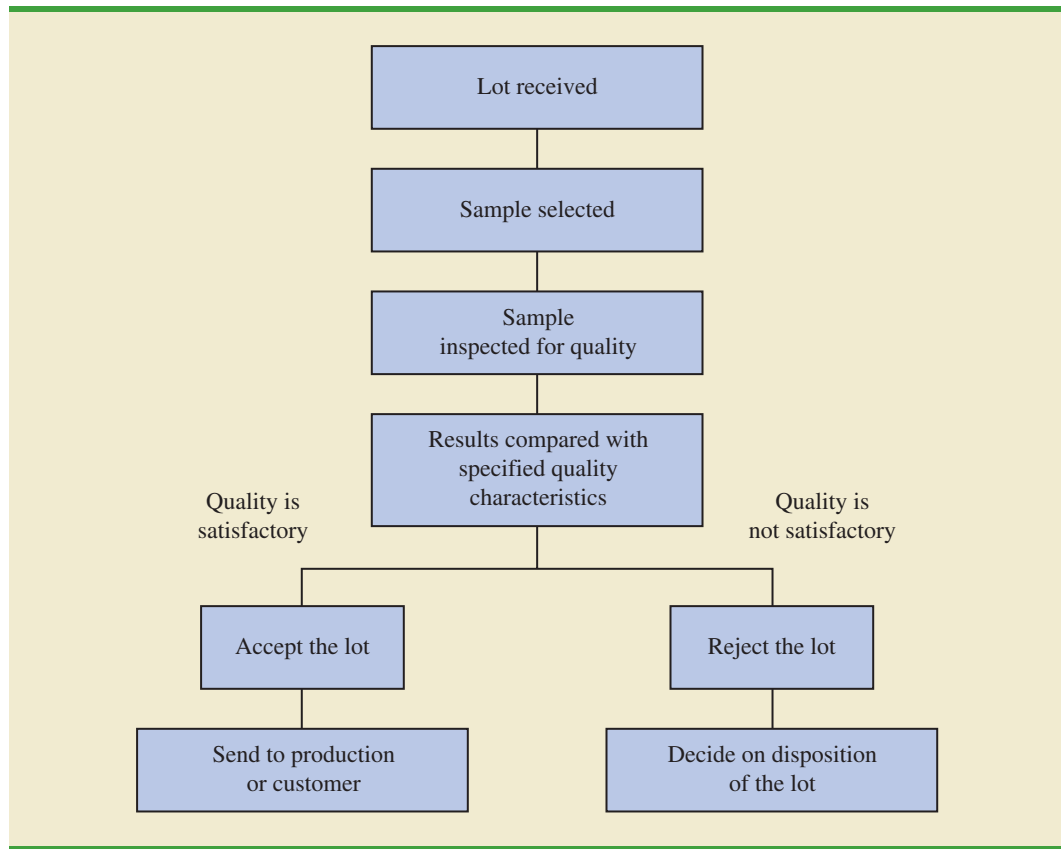 Lot received
Sample selected
Sample
inspected for quality
Results compared with
specified quality
characteristics
Quality is
satisfactory
Quality is
not satisfactory
Accept the lot
Reject the lot
Send to production
or customer
Decide on disposition
of the lot